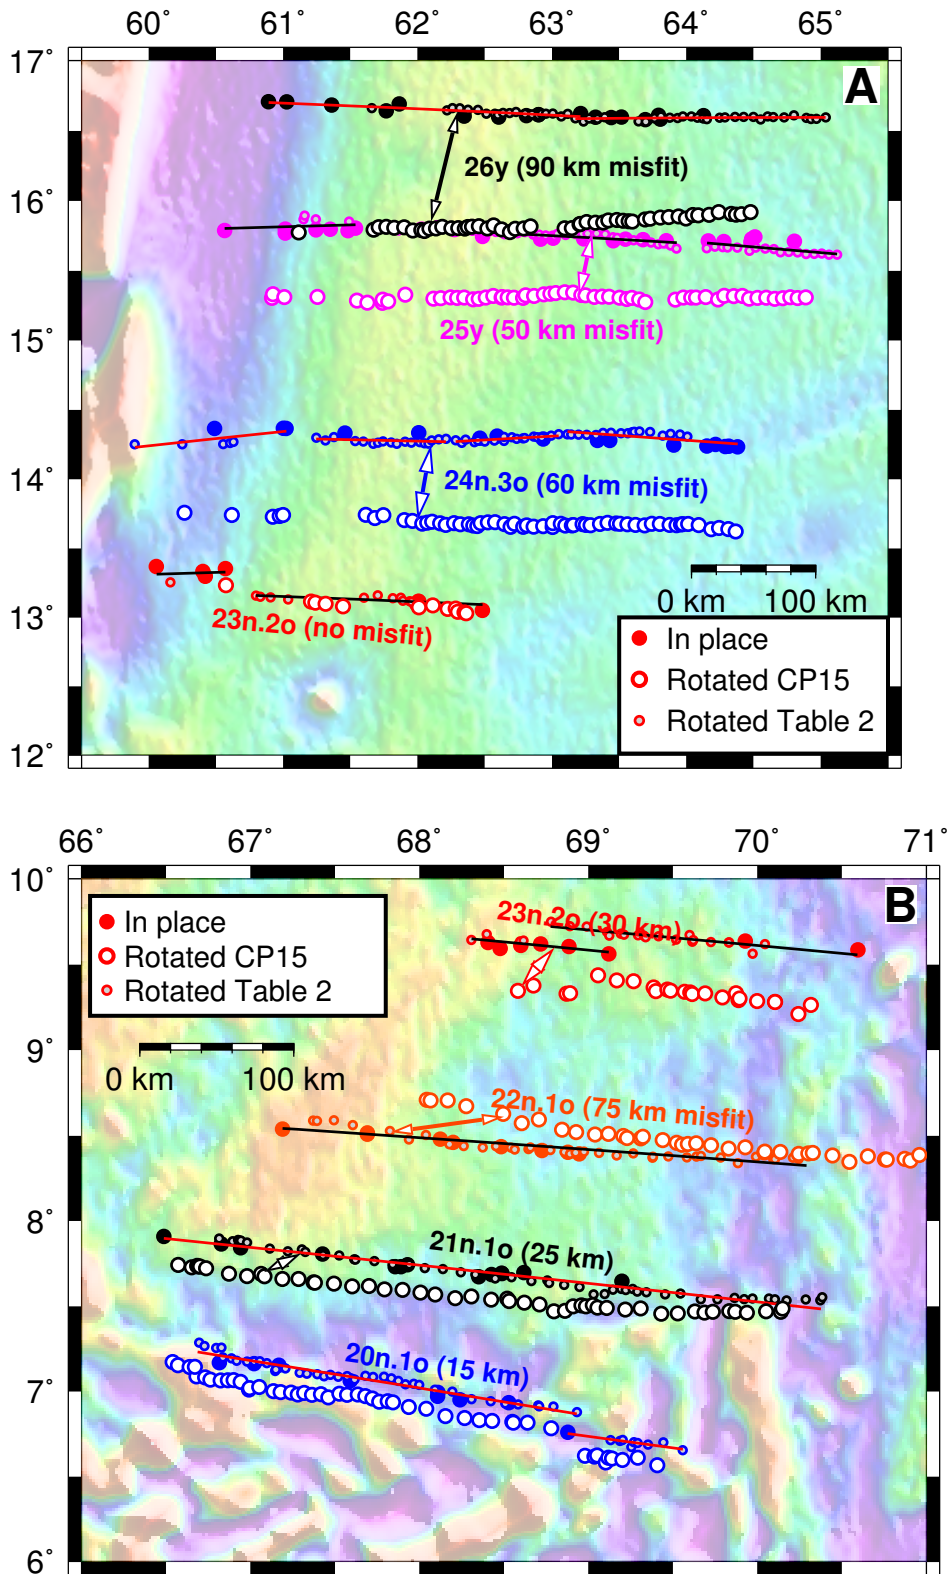 60° 61° 62° 63° 64° 65°
17°
A
26y (90 km misfit)
16°
25y (50 km misfit)
15°
24n.3o (60 km misfit)
14°
0 km 100 km
13°
23n.2o (no misfit)
In place
Rotated CP15
Rotated Table 2
12°
66° 67° 68° 69° 70° 71°
10°
B
In place
Rotated CP15
Rotated Table 2
23n.2o (30 km)
9°
0 km 100 km
22n.1o (75 km misfit)
8°
21n.1o (25 km)
20n.1o (15 km)
7°
6°